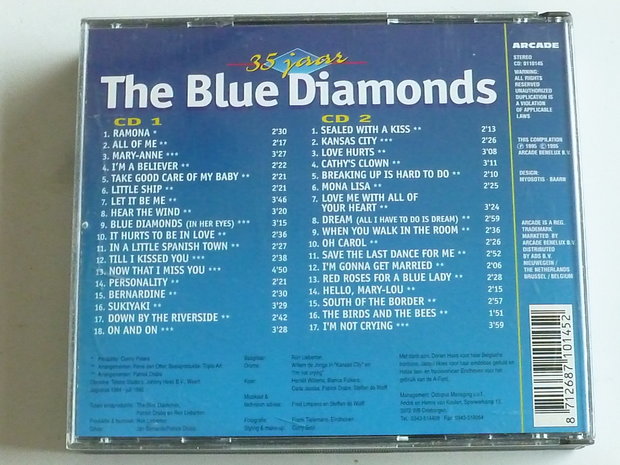 35 jaar
The Blue Diamonds
CD 1
1. RAMONA * 2'30
2. ALL OF ME ** 2'17
3. MARY-ANNE *** 3'27
4. I'M A BELIEVER ** 2'22
5. TAKE GOOD CARE OF MY BABY ** 2'21
6. LITTLE SHIP ** 2'21
7. LET IT BE ME ** 3'46
8. HEAR THE WIND ** 3'20
9. BLUE DIAMONDS (IN HER EYES) *** 3'15
10. IT HURTS TO BE IN LOVE ** 2'36
11. IN A LITTLE SPANISH TOWN ** 2'27
12. TILL I KISSED YOU *** 2'38
13. NOW THAT I MISS YOU *** 4'50
14. PERSONALITY ** 2'21
15. BERNARDINE ** 2'30
16. SUKIYAKI ** 2'29
17. DOWN BY THE RIVERSIDE ** 2'42
18. ON AND ON *** 3'28
CD 2
1. SEALED WITH A KISS ** 2'13
2. KANSAS CITY *** 2'26
3. LOVE HURTS ** 3'08
4. CATHY'S CLOWN ** 3'11
5. BREAKING UP IS HARD TO DO ** 2'10
6. MONA LISA ** 2'25
7. LOVE ME WITH ALL OF
YOUR HEART ** 3'24
8. DREAM (ALL I HAVE TO DO IS DREAM) ** 2'59
9. WHEN YOU WALK IN THE ROOM ** 2'36
10. OH CAROL ** 2'26
11. SAVE THE LAST DANCE FOR ME ** 2'52
12. I'M GONNA GET MARRIED ** 2'06
13. RED ROSES FOR A BLUE LADY ** 2'28
14. HELLO, MARY-LOU ** 2'15
15. SOUTH OF THE BORDER ** 2'57
16. THE BIRDS AND THE BEES ** 1'51
17. I'M NOT CRYING *** 3'59
ARCADE
STEREO
CD: 0110145
WARNING:
ALL RIGHTS
RESERVED
UNAUTHORIZED
DUPLICATION IS
A VIOLATION
OF APPLICABLE
LAWS
THIS COMPILATION
Ⓟ 1995 © 1995
ARCADE BENELUX B.V.
DESIGN:
MYOSOTIS - BAARN
ARCADE IS A REG.
TRADEMARK
MARKETED BY
ARCADE BENELUX B.V.
DISTRIBUTED
BY ADS B.V.
NIEUWEGEIN /
THE NETHERLANDS
BRUSSEL / BELGIUM
8 712687 101452